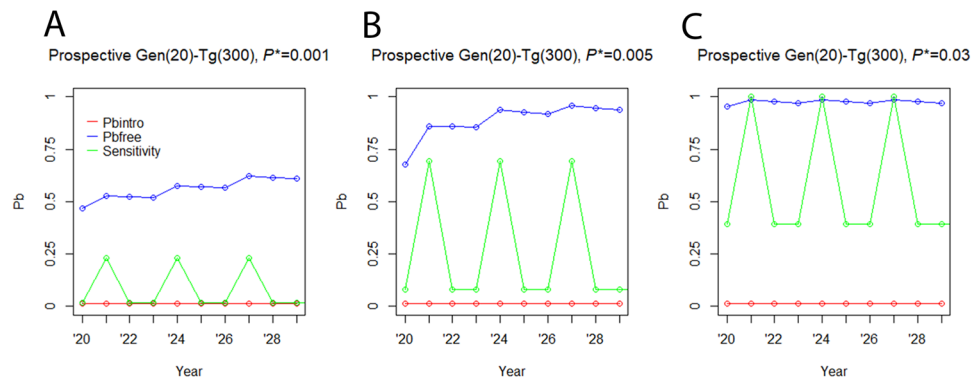 A
Prospective Gen(20)-Tg(300), P*=0.001
Pb
1
0.75
0.5
0.25
0
Pbintro
Pbfree
Sensitivity
'20 '22 '24 '26 '28
Year
B
Prospective Gen(20)-Tg(300), P*=0.005
Pb
1
0.75
0.5
0.25
0
'20 '22 '24 '26 '28
Year
C
Prospective Gen(20)-Tg(300), P*=0.03
Pb
1
0.75
0.5
0.25
0
'20 '22 '24 '26 '28
Year